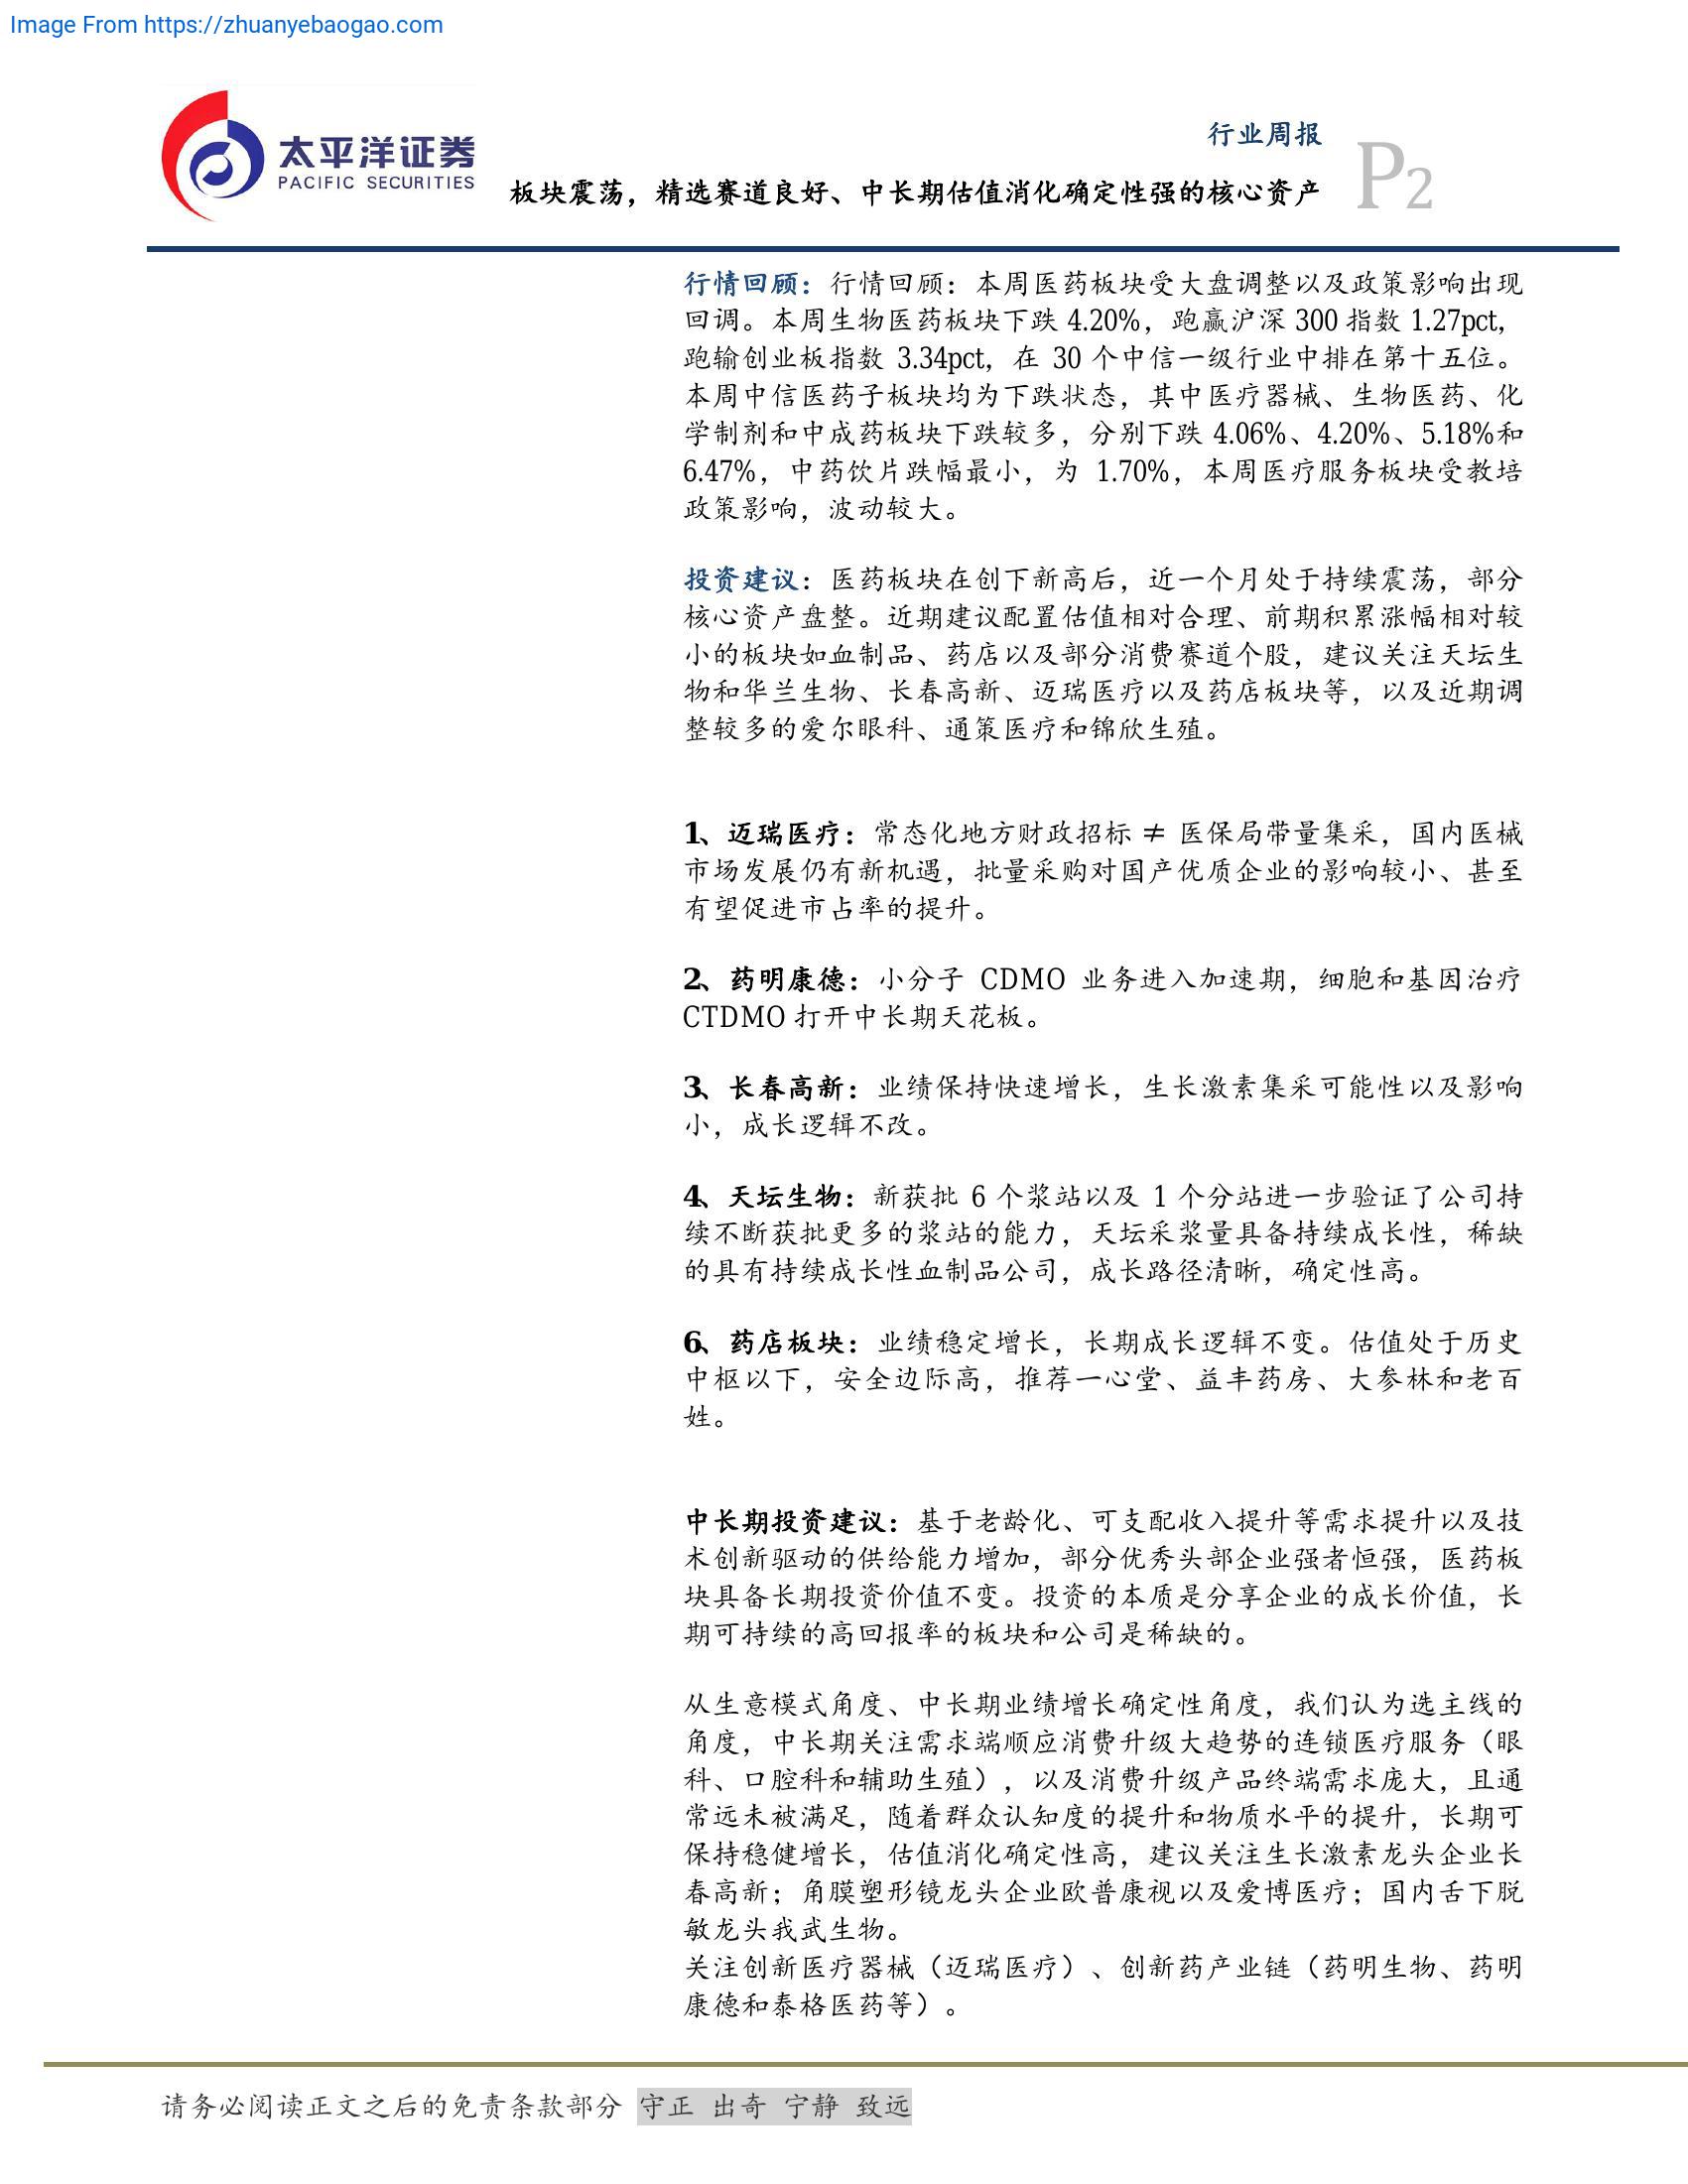 Image From https://zhuanyebaogao.com
太平洋证券
PACIFIC SECURITIES
行业周报
板块震荡，精选赛道良好、中长期估值消化确定性强的核心资产
P2
行情回顾：行情回顾：本周医药板块受大盘调整以及政策影响出现
回调。本周生物医药板块下跌 4.20%，跑赢沪深 300 指数 1.27pct，
跑输创业板指数 3.34pct，在 30 个中信一级行业中排在第十五位。
本周中信医药子板块均为下跌状态，其中医疗器械、生物医药、化
学制剂和中成药板块下跌较多，分别下跌 4.06%、4.20%、5.18%和
6.47%，中药饮片跌幅最小，为 1.70%，本周医疗服务板块受教培
政策影响，波动较大。
投资建议：医药板块在创下新高后，近一个月处于持续震荡，部分
核心资产盘整。近期建议配置估值相对合理、前期积累涨幅相对较
小的板块如血制品、药店以及部分消费赛道个股，建议关注天坛生
物和华兰生物、长春高新、迈瑞医疗以及药店板块等，以及近期调
整较多的爱尔眼科、通策医疗和锦欣生殖。
1、迈瑞医疗：常态化地方财政招标 ≠ 医保局带量集采，国内医械
市场发展仍有新机遇，批量采购对国产优质企业的影响较小、甚至
有望促进市占率的提升。
2、药明康德：小分子 CDMO 业务进入加速期，细胞和基因治疗
CTDMO 打开中长期天花板。
3、长春高新：业绩保持快速增长，生长激素集采可能性以及影响
小，成长逻辑不改。
4、天坛生物：新获批 6 个浆站以及 1 个分站进一步验证了公司持
续不断获批更多的浆站的能力，天坛采浆量具备持续成长性，稀缺
的具有持续成长性血制品公司，成长路径清晰，确定性高。
6、药店板块：业绩稳定增长，长期成长逻辑不变。估值处于历史
中枢以下，安全边际高，推荐一心堂、益丰药房、大参林和老百
姓。
中长期投资建议：基于老龄化、可支配收入提升等需求提升以及技
术创新驱动的供给能力增加，部分优秀头部企业强者恒强，医药板
块具备长期投资价值不变。投资的本质是分享企业的成长价值，长
期可持续的高回报率的板块和公司是稀缺的。
从生意模式角度、中长期业绩增长确定性角度，我们认为选主线的
角度，中长期关注需求端顺应消费升级大趋势的连锁医疗服务（眼
科、口腔科和辅助生殖），以及消费升级产品终端需求庞大，且通
常远未被满足，随着群众认知度的提升和物质水平的提升，长期可
保持稳健增长，估值消化确定性高，建议关注生长激素龙头企业长
春高新；角膜塑形镜龙头企业欧普康视以及爱博医疗；国内舌下脱
敏龙头我武生物。
关注创新医疗器械（迈瑞医疗）、创新药产业链（药明生物、药明
康德和泰格医药等）。
请务必阅读正文之后的免责条款部分 守正 出奇 宁静 致远